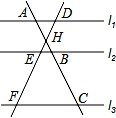 A D l₁
H
E B l₂
F C l₃